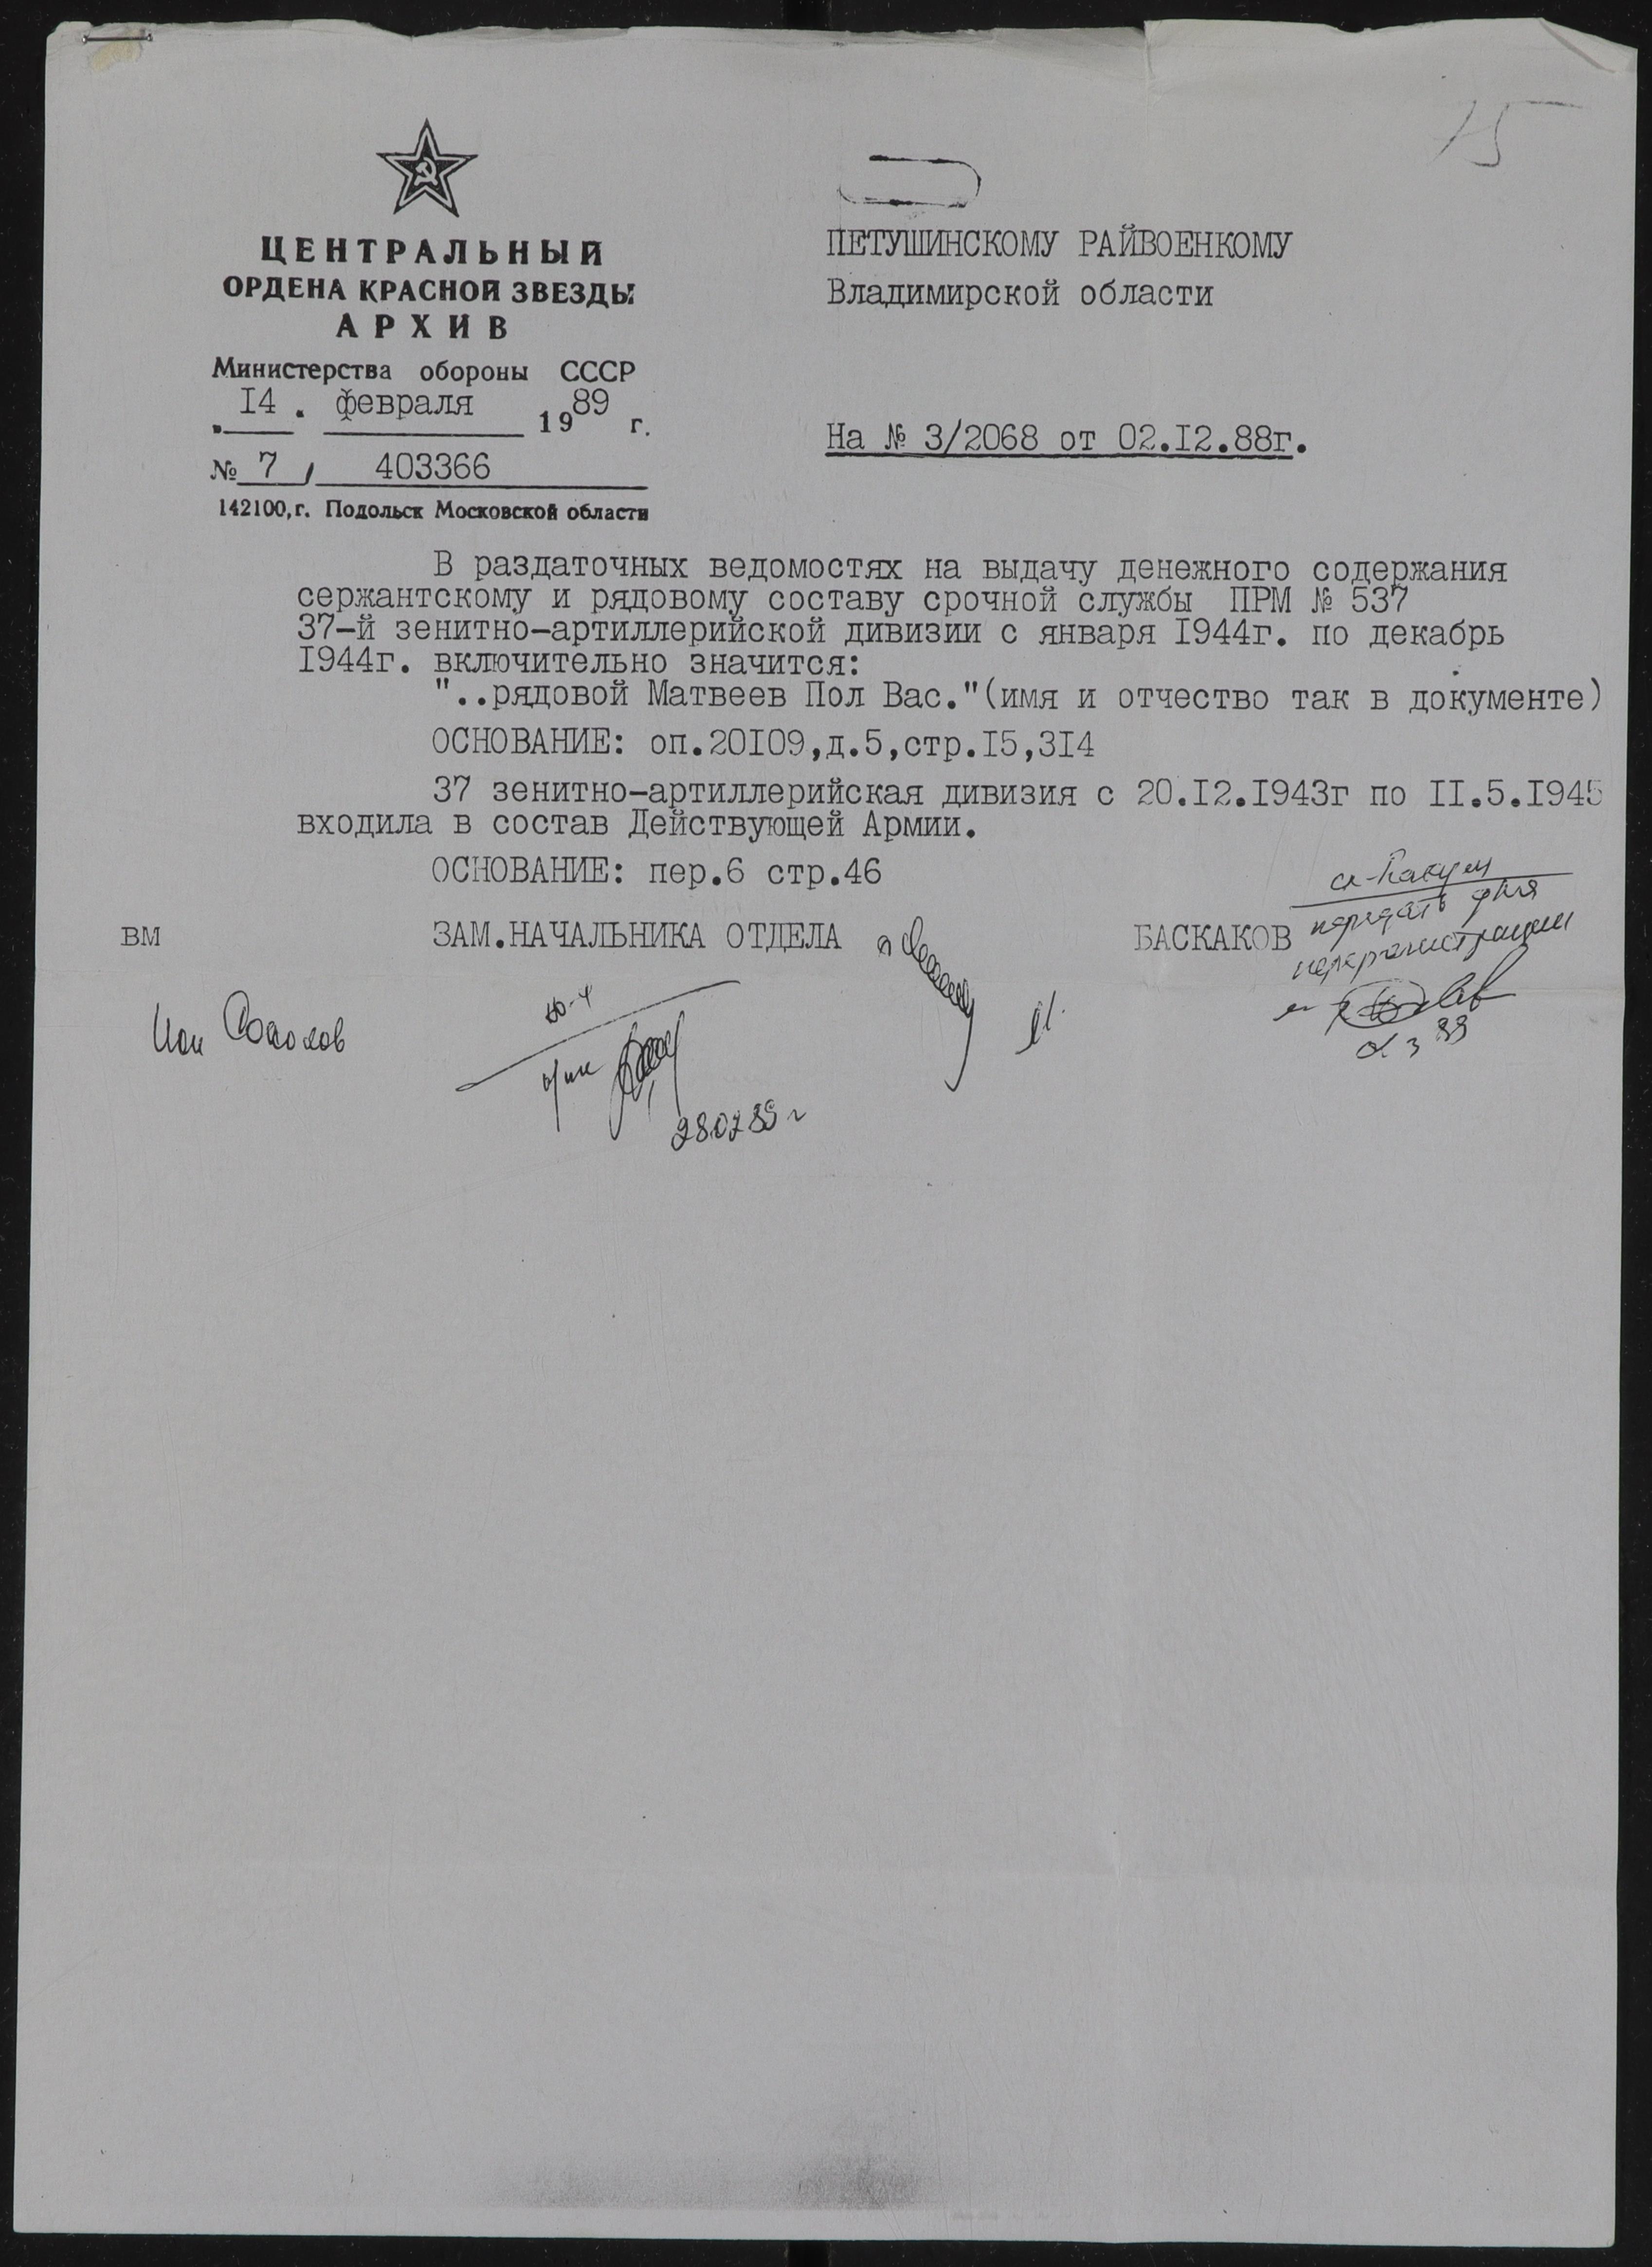 15
ЦЕНТРАЛЬНЫЙ
ОРДЕНА КРАСНОЙ ЗВЕЗДЫ
АРХИВ
Министерства обороны СССР
"14" февраля 1989 г.
№ 7/ 403366
142100, г. Подольск Московской области
ПЕТУШИНСКОМУ РАЙВОЕНКОМУ
Владимирской области
На № 3/2068 от 02.12.88г.
В раздаточных ведомостях на выдачу денежного содержания
сержантскому и рядовому составу срочной службы ПРМ № 537
37-й зенитно-артиллерийской дивизии с января 1944г. по декабрь
1944г. включительно значится:
"..рядовой Матвеев Пол Вас."(имя и отчество так в документе)
ОСНОВАНИЕ: оп.20109,д.5,стр.15,314
37 зенитно-артиллерийская дивизия с 20.12.1943г по 11.5.1945
входила в состав Действующей Армии.
ОСНОВАНИЕ: пер.6 стр.46
ВМ ЗАМ.НАЧАЛЬНИКА ОТДЕЛА БАСКАКОВ
передать для
перерегистрации
Исп Соколов
28.02.89 г